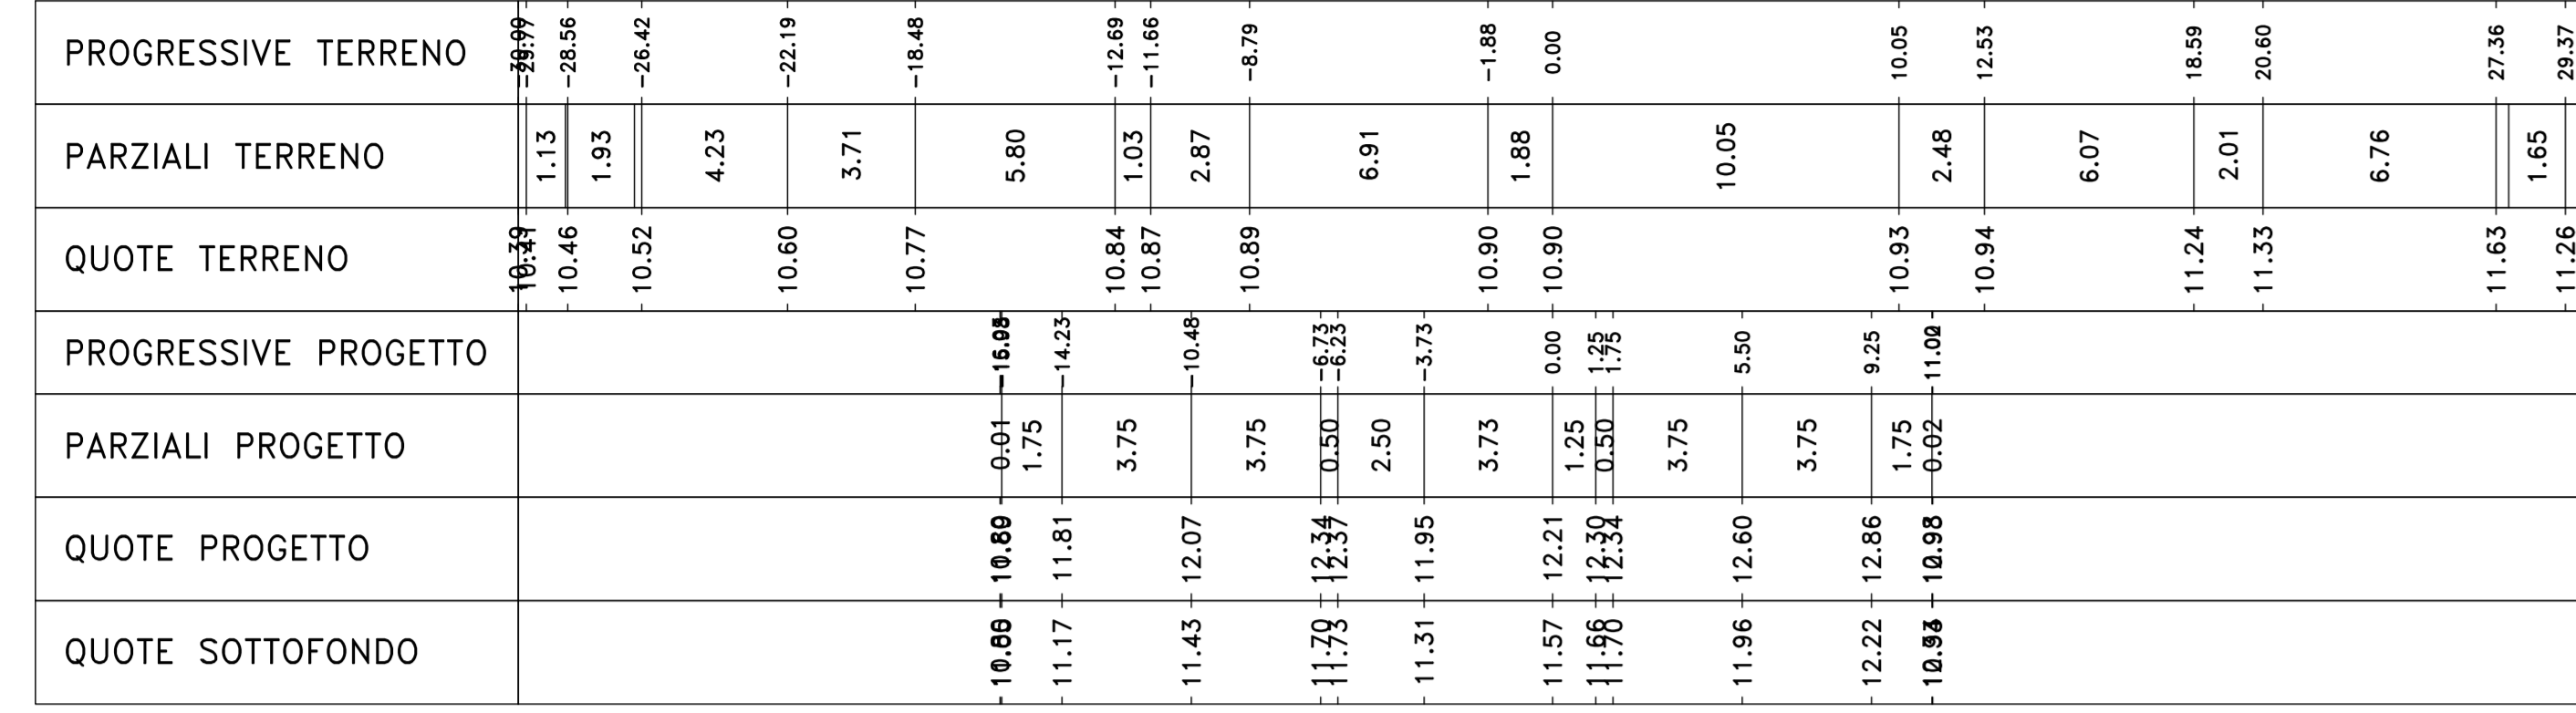 PROGRESSIVE TERRENO -29.77 -28.56 -26.42 -22.19 -18.48 -12.69 -11.66 -8.79 -1.88 0.00 10.05 12.53 18.59 20.60 27.36 29.37
PARZIALI TERRENO 1.13 1.93 4.23 3.71 5.80 1.03 2.87 6.91 1.88 10.05 2.48 6.07 2.01 6.76 1.65
QUOTE TERRENO 10.39 10.41 10.46 10.52 10.60 10.77 10.84 10.87 10.89 10.90 10.90 10.93 10.94 11.24 11.33 11.63 11.26
PROGRESSIVE PROGETTO -14.23 -10.48 -6.73 -6.23 -3.73 0.00 1.25 1.75 5.50 9.25
PARZIALI PROGETTO 0.01 1.75 3.75 3.75 0.50 2.50 3.73 1.25 0.50 3.75 3.75 1.75 0.02
QUOTE PROGETTO 11.81 12.07 12.34 12.37 11.95 12.21 12.30 12.34 12.60 12.86
QUOTE SOTTOFONDO 11.17 11.43 11.70 11.73 11.31 11.57 11.66 11.70 11.96 12.22